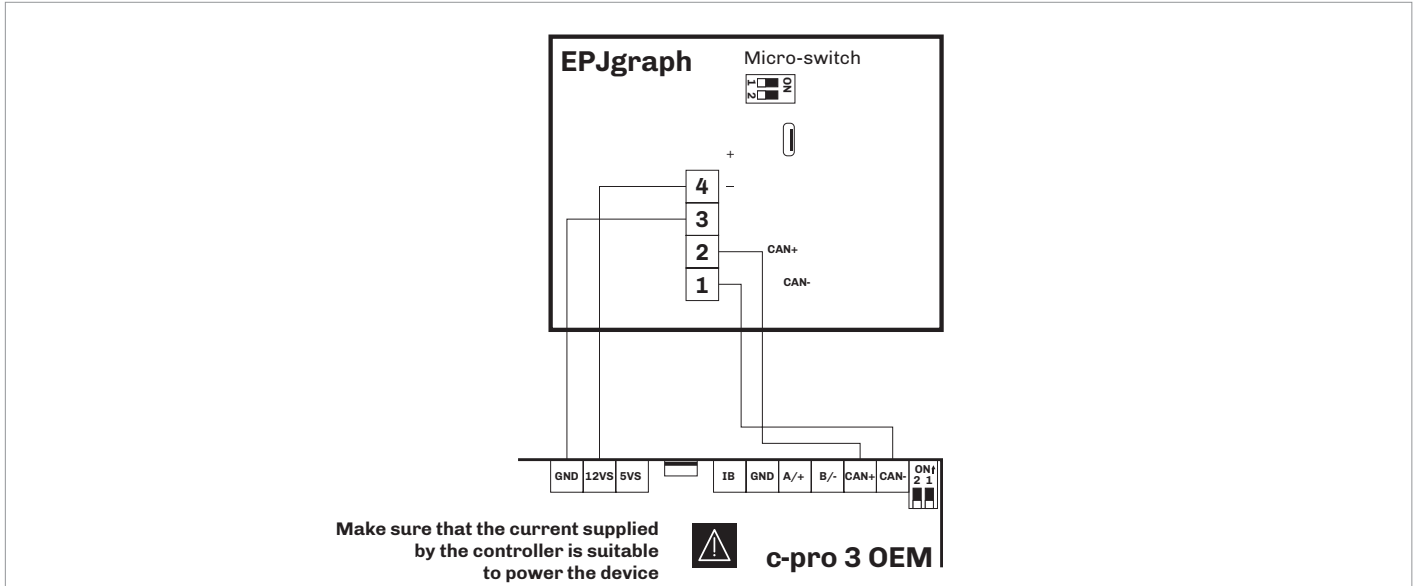 EPJgraph
Micro-switch
1 2 ON
+
4 –
3
2 CAN+
1 CAN-
GND 12VS 5VS IB GND A/+ B/- CAN+ CAN- ON↑
2 1
Make sure that the current supplied
by the controller is suitable
to power the device
c-pro 3 OEM